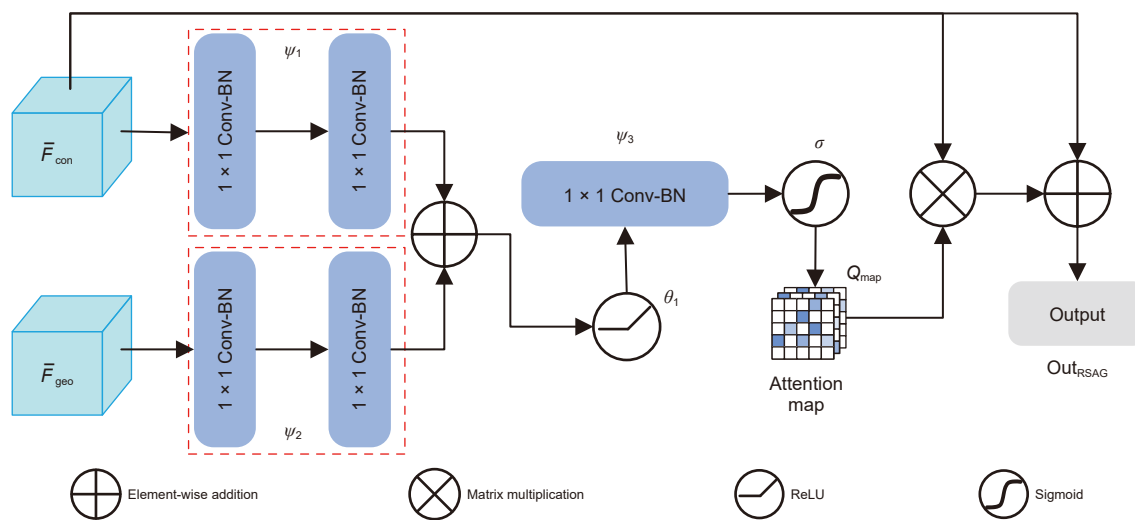 ψ1
1 × 1 Conv-BN
1 × 1 Conv-BN
F̄con
ψ3
σ
1 × 1 Conv-BN
Qmap
θ1
F̄geo
1 × 1 Conv-BN
1 × 1 Conv-BN
ψ2
Attention
map
Output
OutRSAG
Element-wise addition
Matrix multiplication
ReLU
Sigmoid